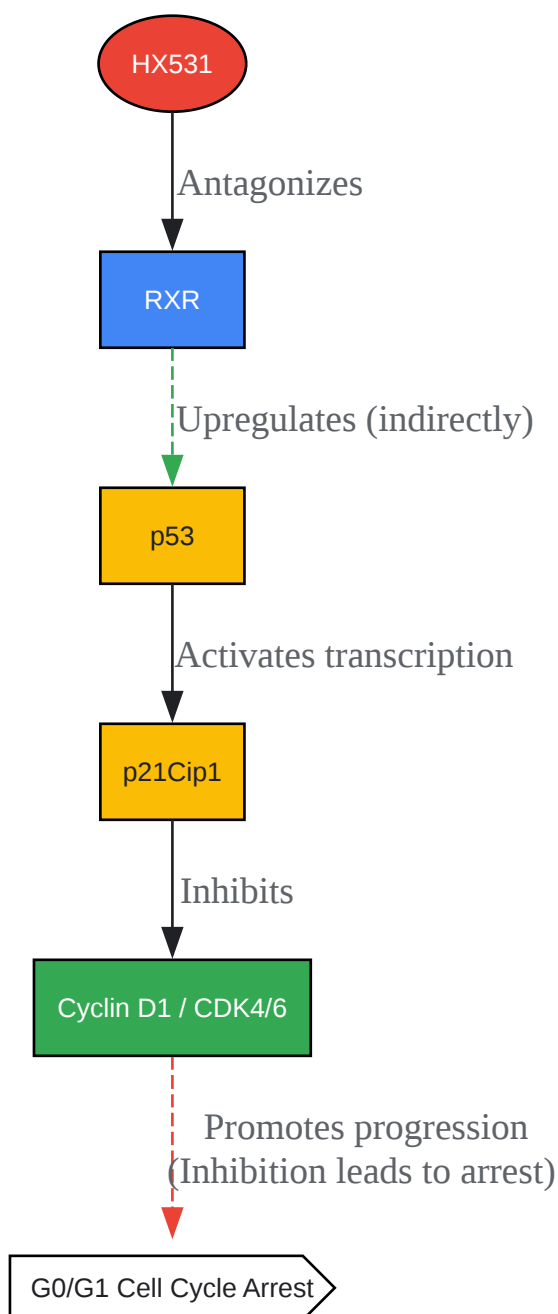 HX531
Antagonizes
RXR
Upregulates (indirectly)
p53
Activates transcription
p21Cip1
Inhibits
Cyclin D1 / CDK4/6
Promotes progression
(Inhibition leads to arrest)
G0/G1 Cell Cycle Arrest